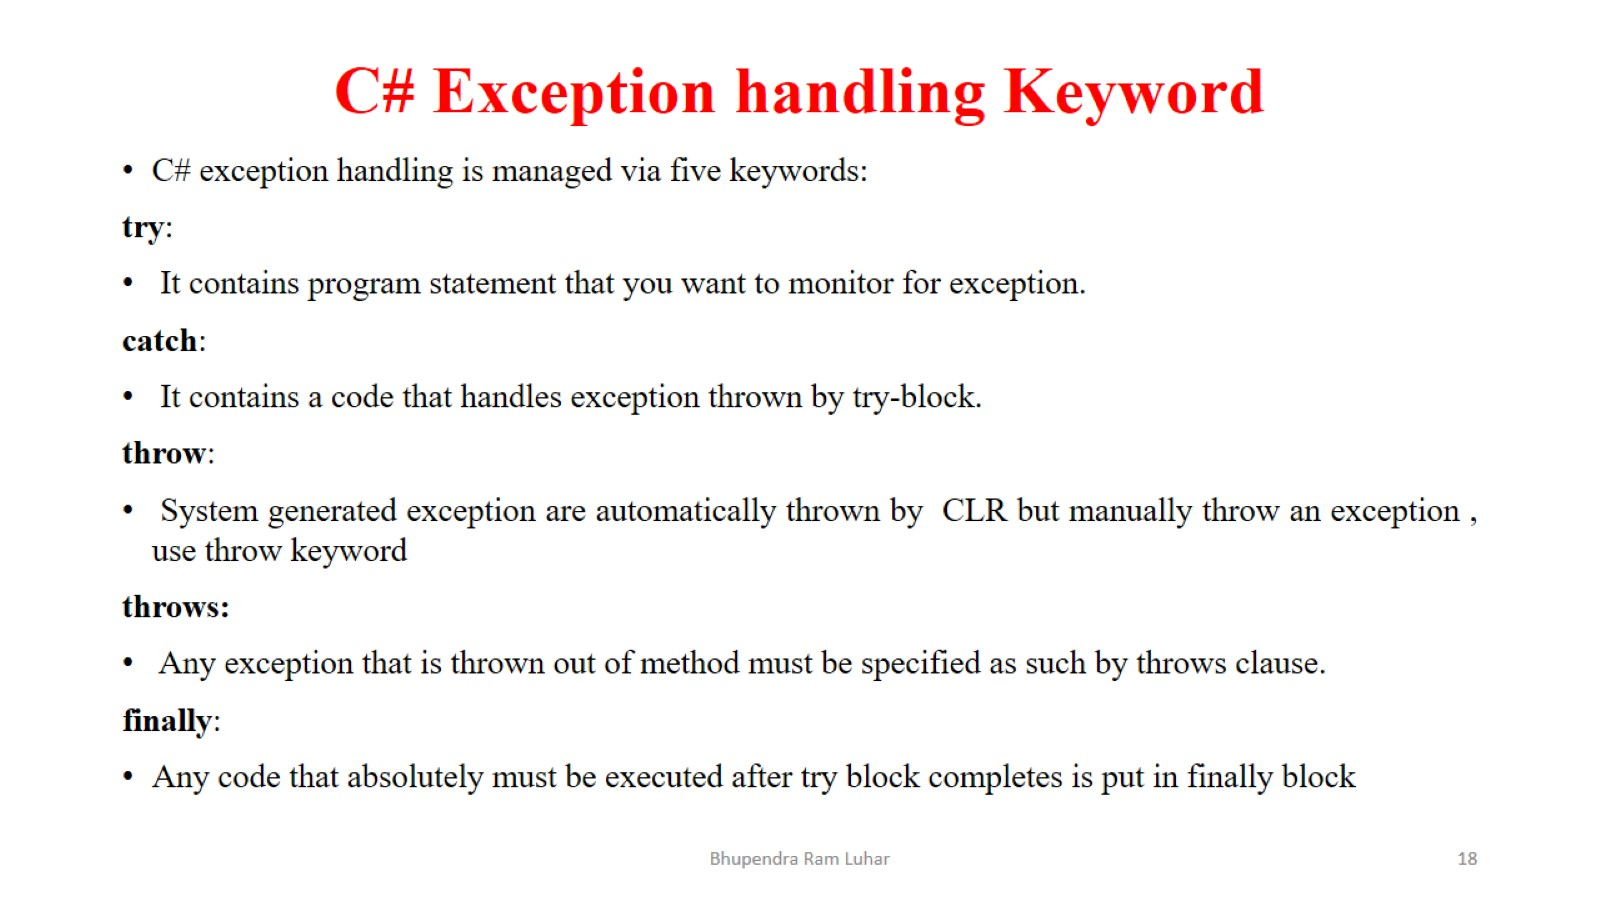 C# Exception handling Keyword
• C# exception handling is managed via five keywords:
try:
• It contains program statement that you want to monitor for exception.
catch:
• It contains a code that handles exception thrown by try-block.
throw:
• System generated exception are automatically thrown by CLR but manually throw an exception ,
use throw keyword
throws:
• Any exception that is thrown out of method must be specified as such by throws clause.
finally:
• Any code that absolutely must be executed after try block completes is put in finally block
Bhupendra Ram Luhar
18